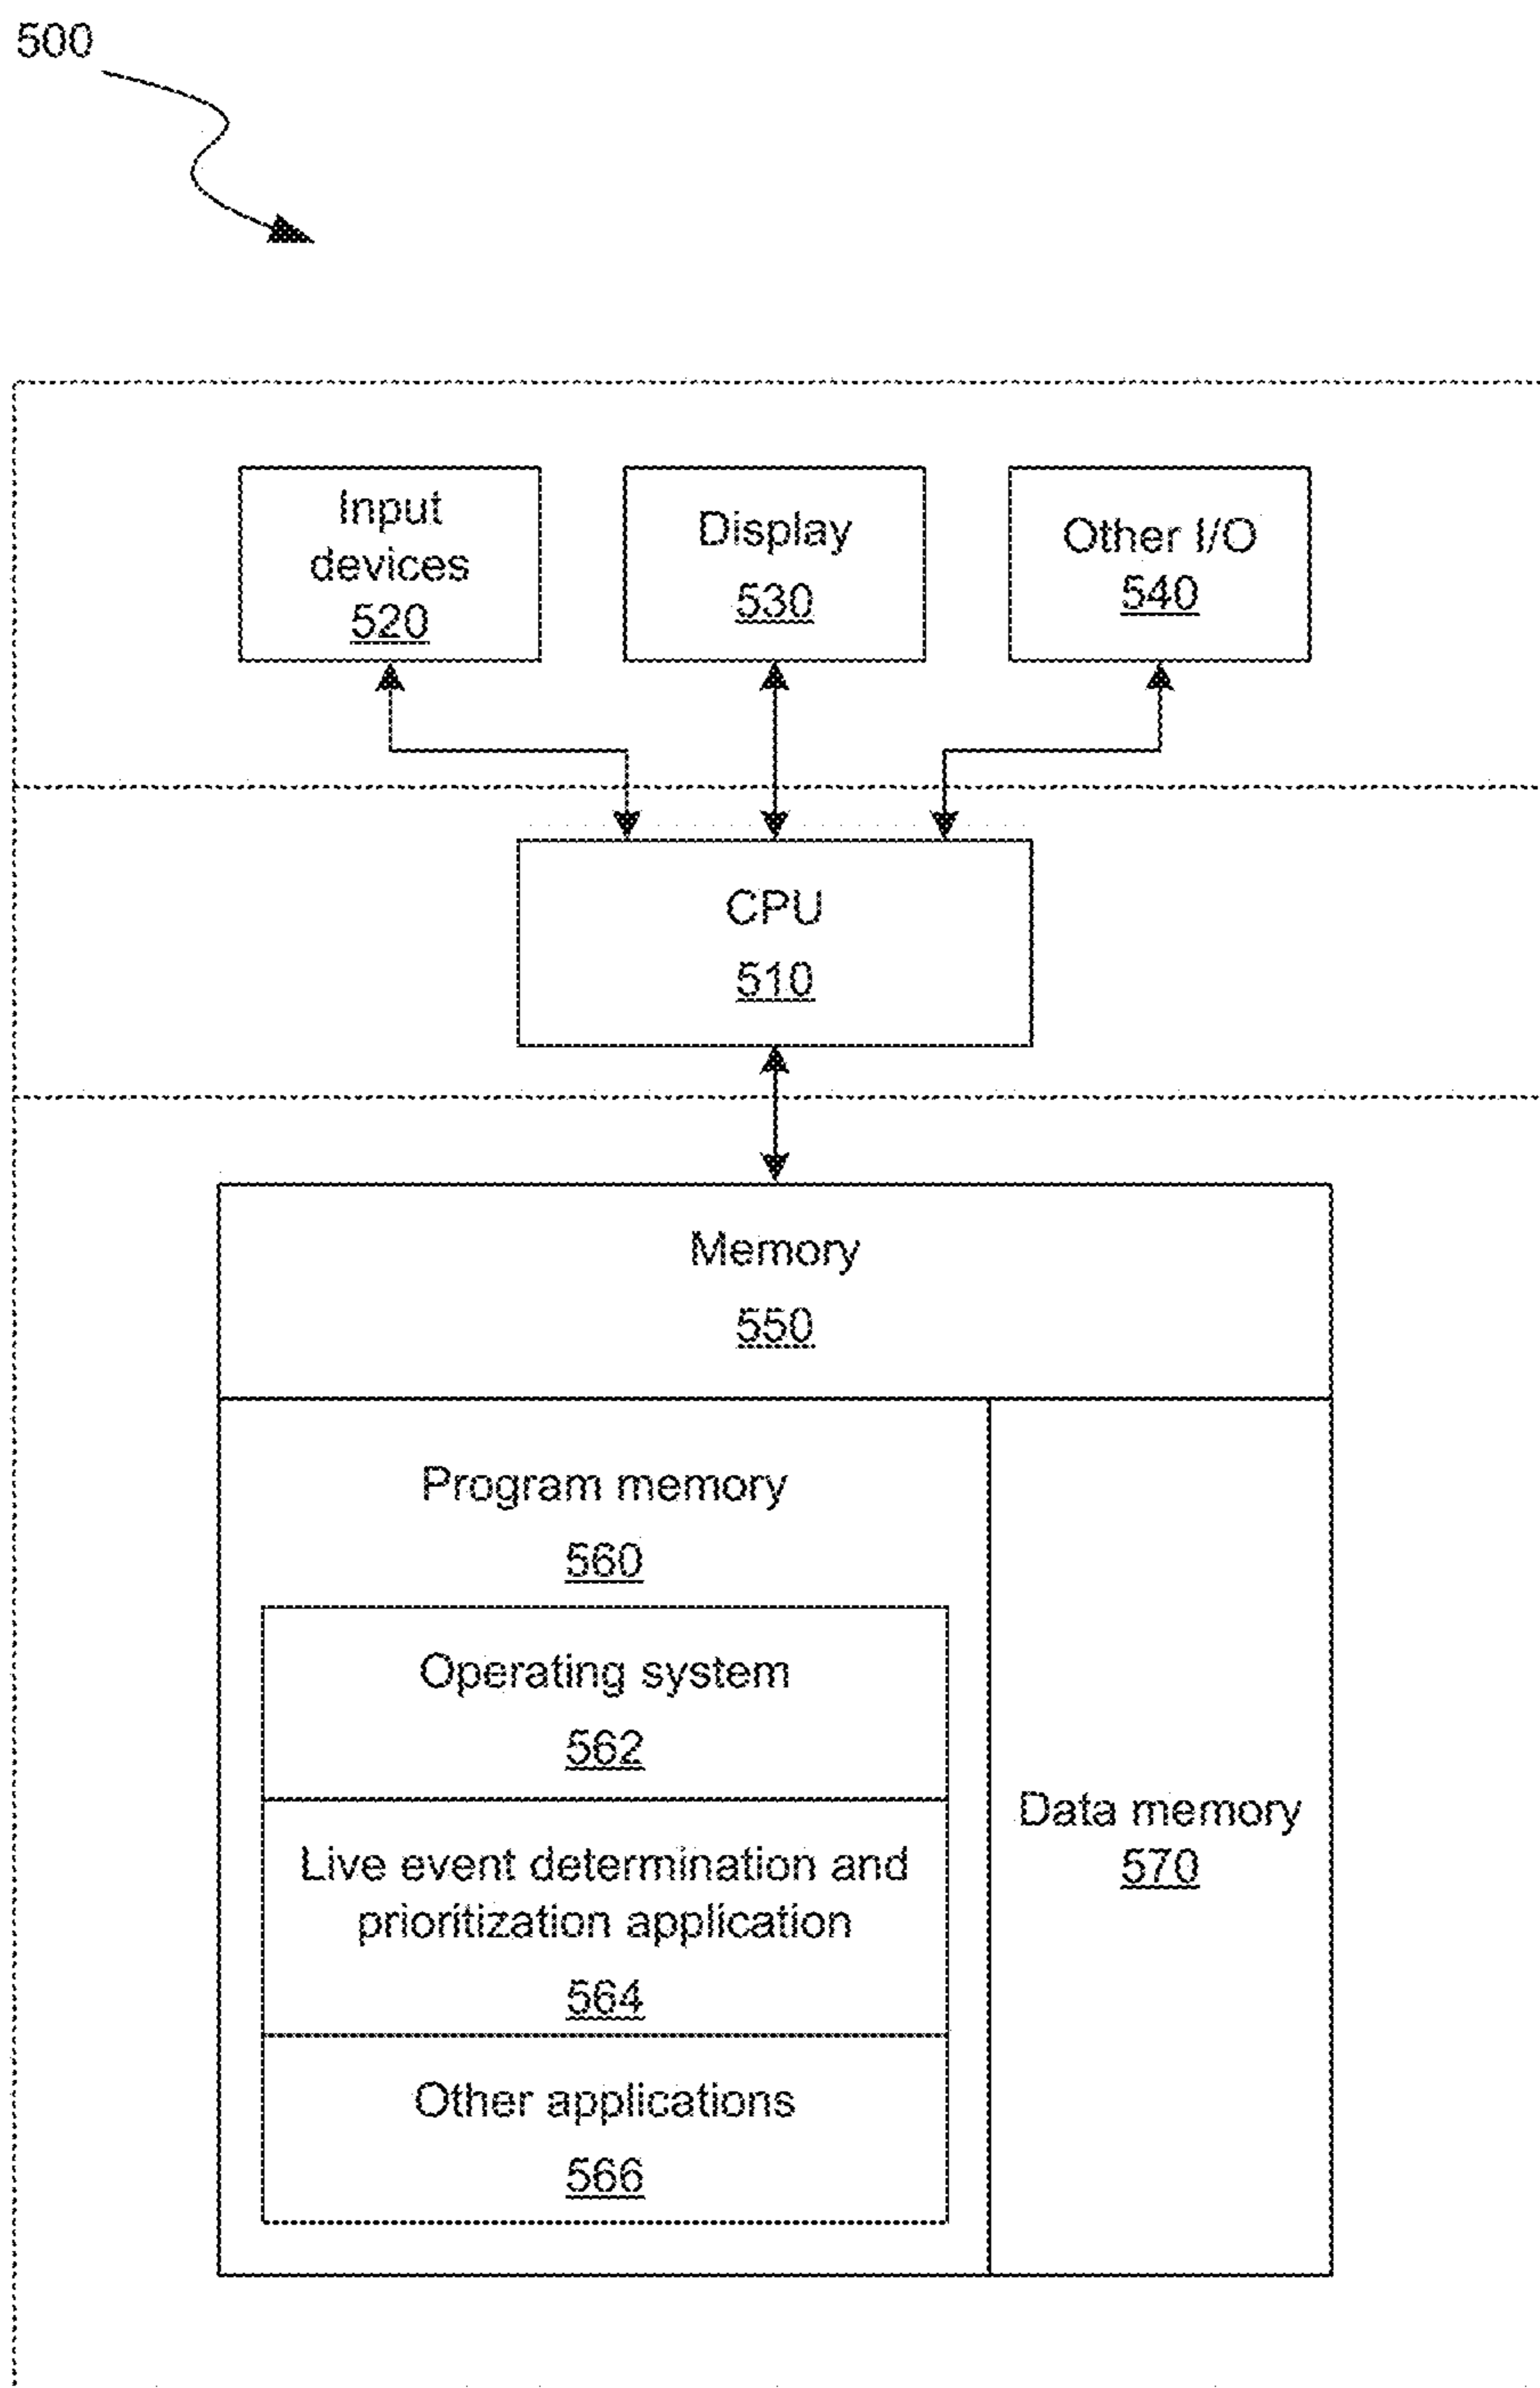 500
Input
devices
520
Display
530
Other I/O
540
CPU
510
Memory
550
Program memory
560
Operating system
562
Live event determination and
prioritization application
564
Other applications
566
Data memory
570